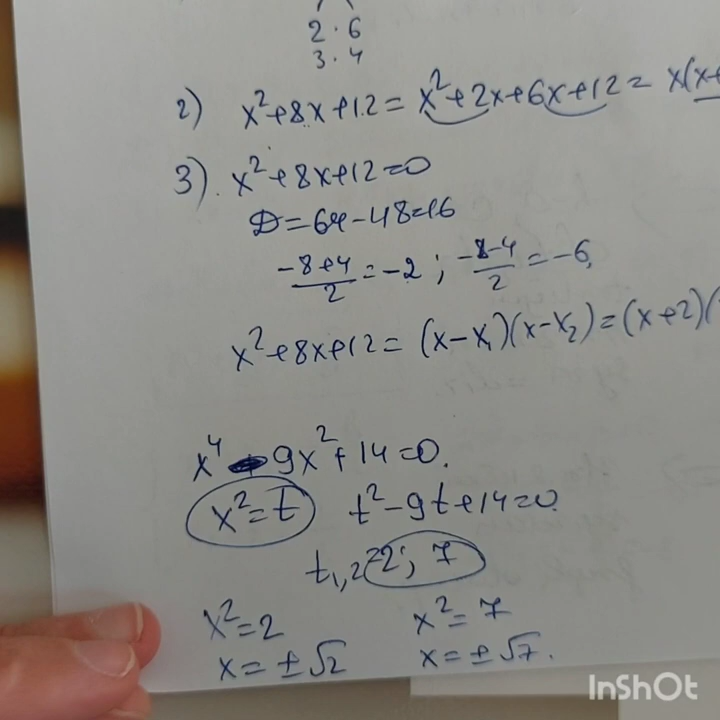 2 · 6
3 · 4
2) x²+8x+12 = x²+2x+6x+12 = x(x+
3). x²+8x+12=0
D=64-48=16
(-8+4)/2 = -2 ; (-8-4)/2 = -6,
x²+8x+12 = (x-x₁)(x-x₂) = (x+2)(
x⁴ - 9x² + 14 = 0.
x²=t t²-9t+14=0.
t₁,₂=2; 7
x²=2 x²=7
x=±√2 x=±√7.
InShOt